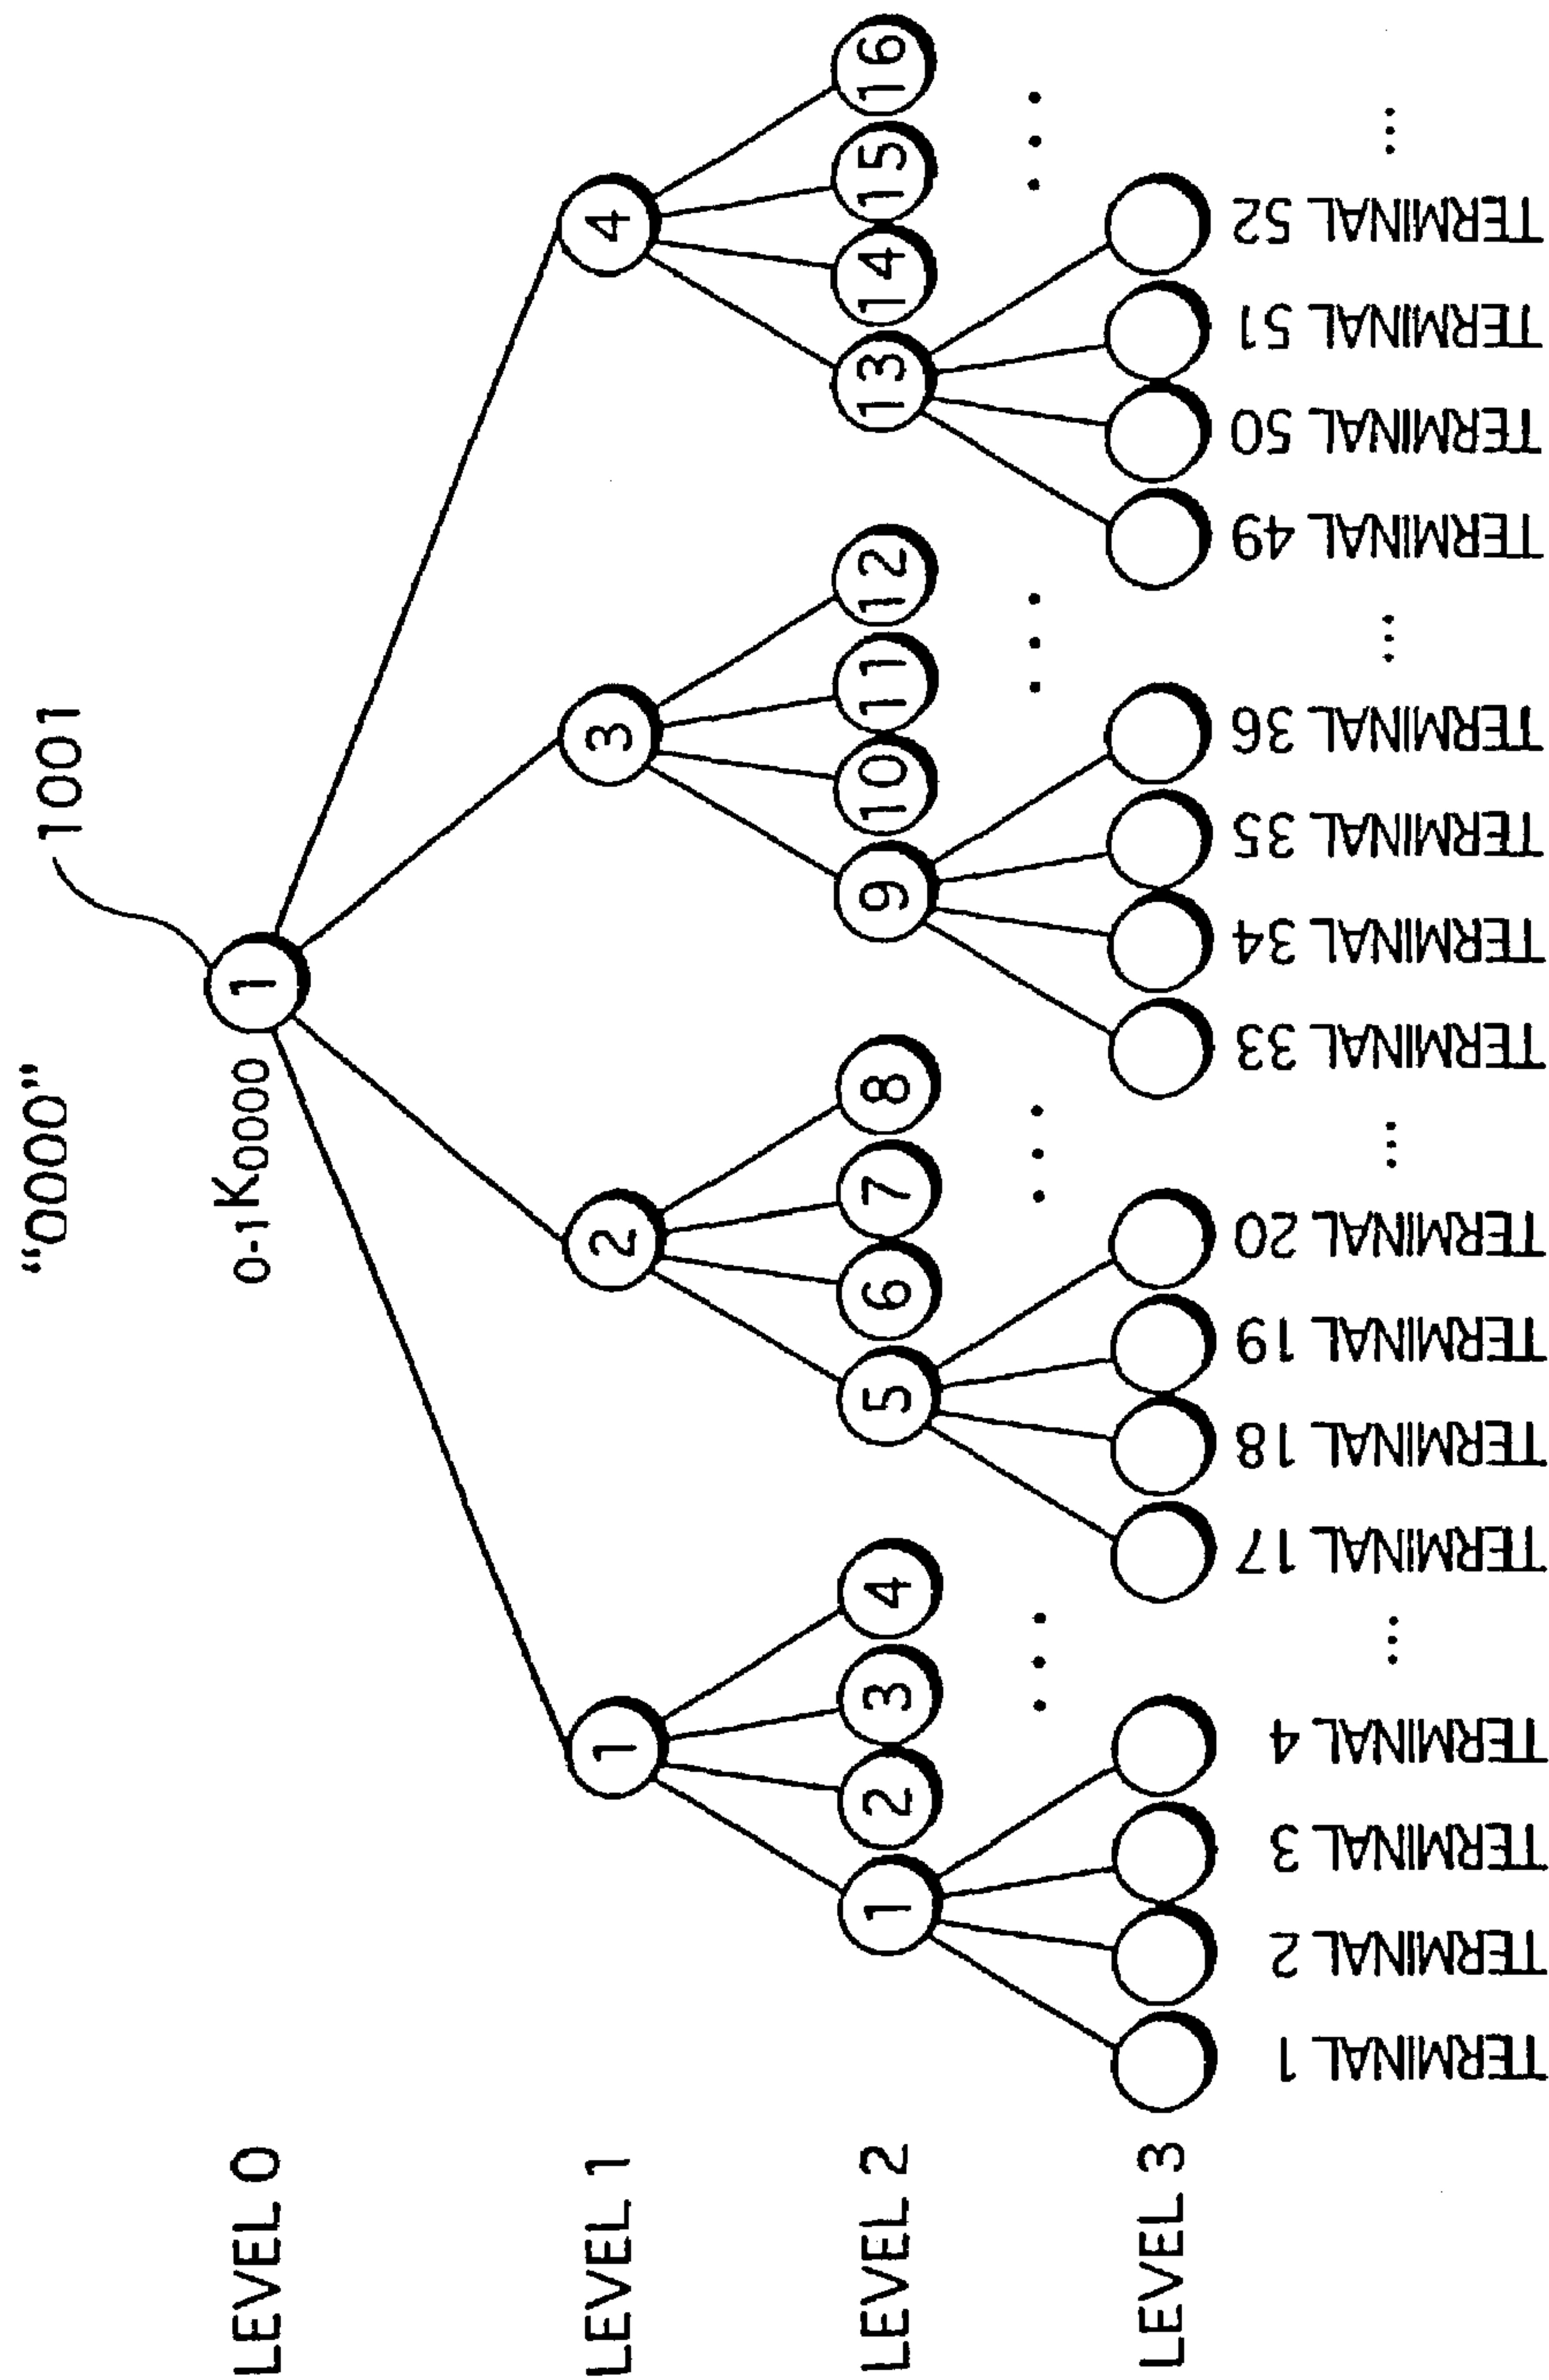 "0000"
1001
LEVEL 0
0-1K0000
1
LEVEL 1
1
2
3
4
LEVEL 2
1
2
3
4
5
6
7
8
9
10
11
12
13
14
15
16
...
...
...
...
LEVEL 3
TERMINAL 1
TERMINAL 2
TERMINAL 3
TERMINAL 4
...
TERMINAL 17
TERMINAL 18
TERMINAL 19
TERMINAL 20
...
TERMINAL 33
TERMINAL 34
TERMINAL 35
TERMINAL 36
...
TERMINAL 49
TERMINAL 50
TERMINAL 51
TERMINAL 52
...